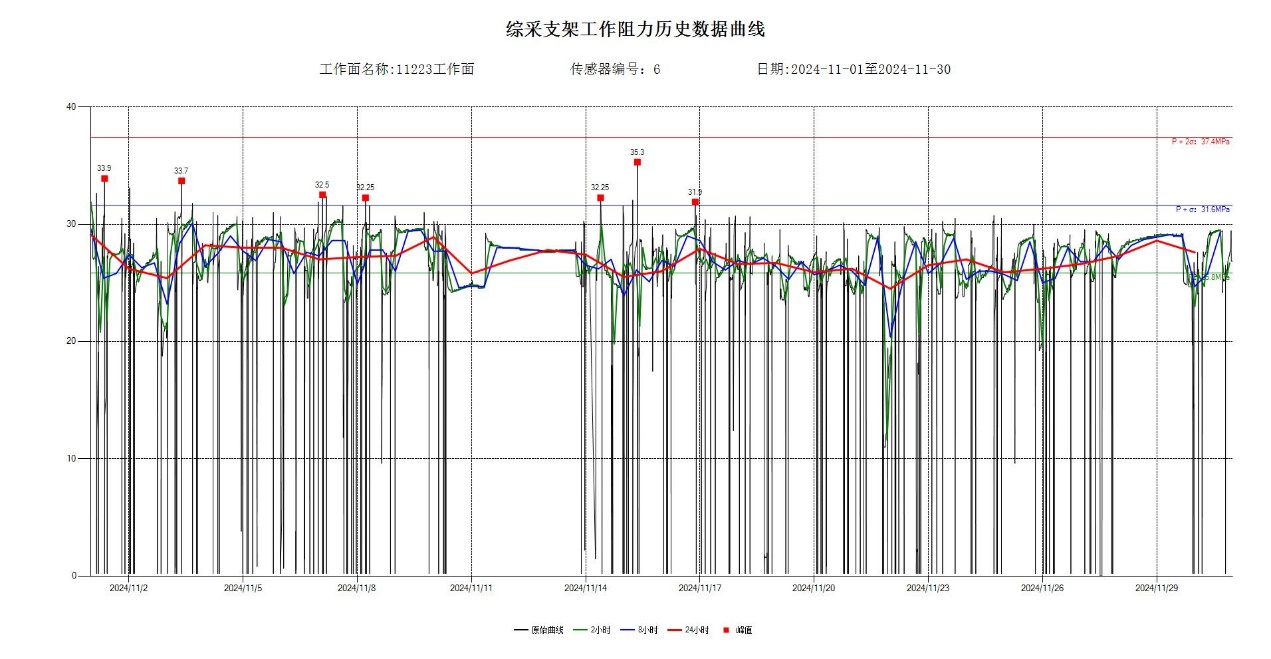 综采支架工作阻力历史数据曲线
工作面名称:11223工作面 传感器编号：6 日期:2024-11-01至2024-11-30
40
P + 2σ: 37.4MPa
35.3
33.9 33.7
32.5 32.25 32.25 31.9
P + σ: 31.6MPa
30
20
10
0
2024/11/2 2024/11/5 2024/11/8 2024/11/11 2024/11/14 2024/11/17 2024/11/20 2024/11/23 2024/11/26 2024/11/29
原始曲线 2小时 8小时 24小时 峰值